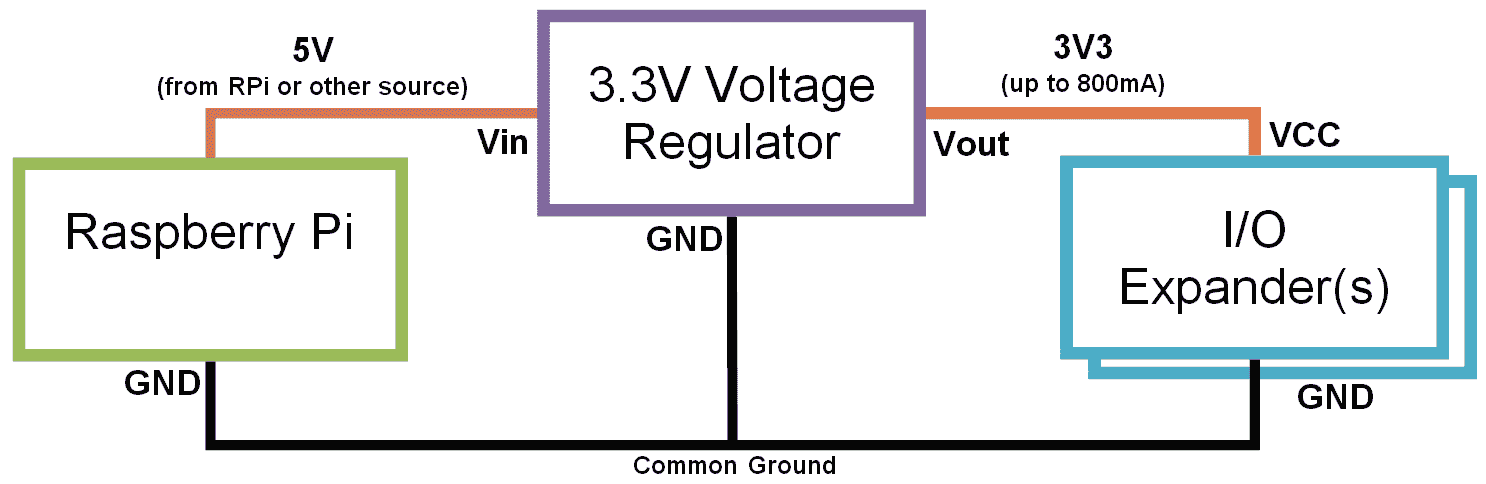 5V
(from RPi or other source)
3.3V Voltage
Regulator
3V3
(up to 800mA)
Vin
Vout
VCC
Raspberry Pi
GND
I/O
Expander(s)
GND
GND
Common Ground